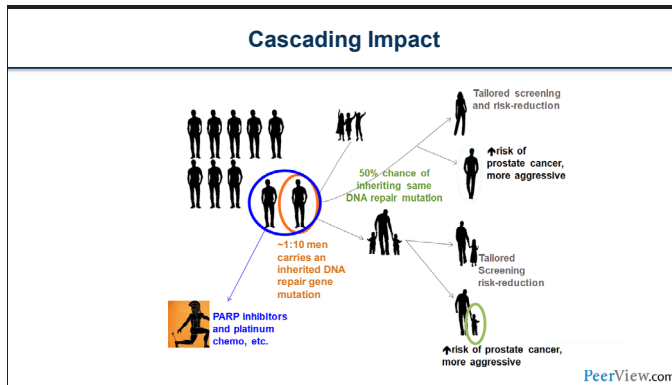 Cascading Impact
Tailored screening
and risk-reduction
↑risk of
prostate cancer,
more aggressive
50% chance of
inheriting same
DNA repair mutation
~1:10 men
carries an
inherited DNA
repair gene
mutation
Tailored
Screening
risk-reduction
PARP inhibitors
and platinum
chemo, etc.
↑risk of prostate cancer,
more aggressive
PeerView.com